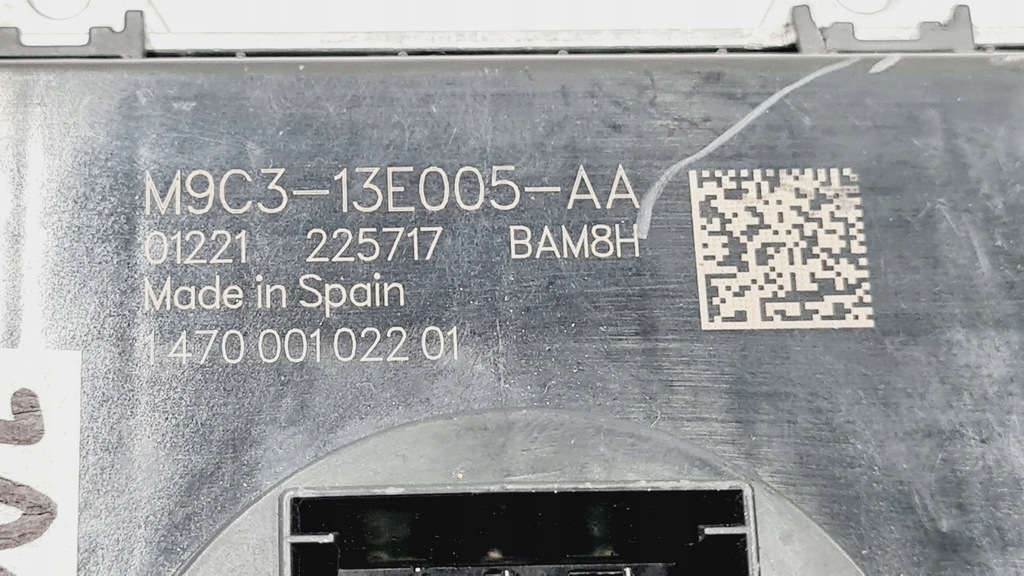 M9C3-13E005-AA
01221 225717 BAM8H
Made in Spain
1 470 001 022 01